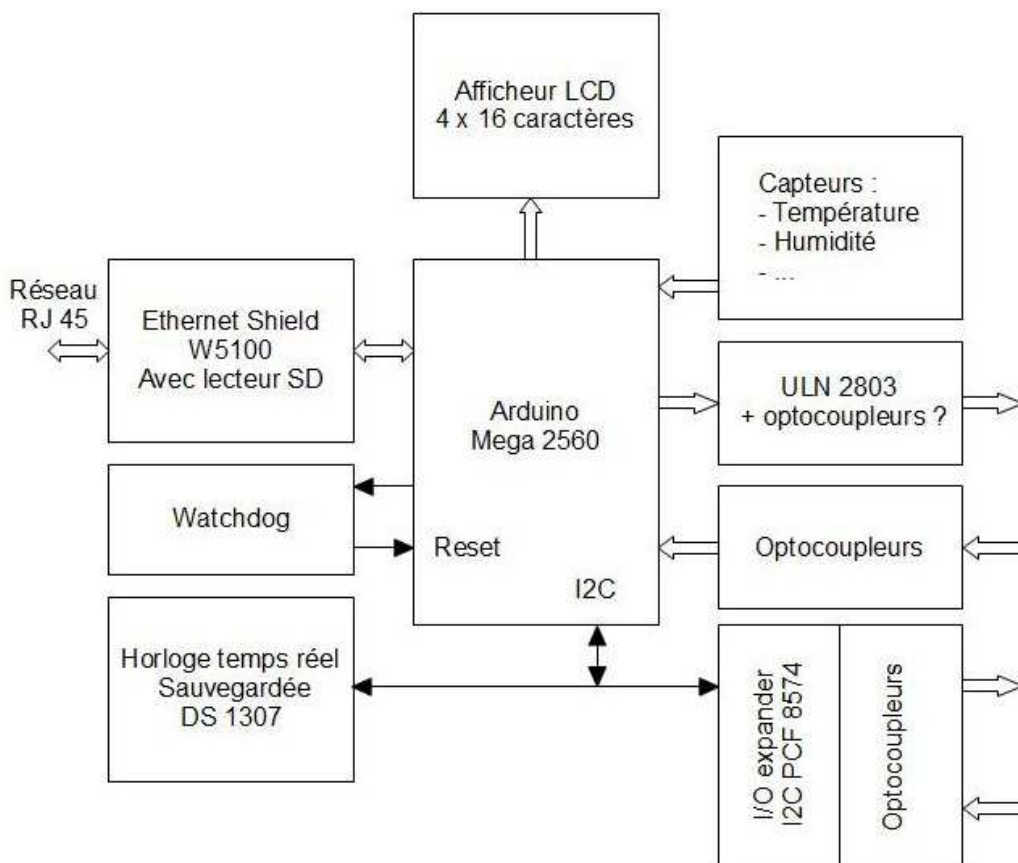 Afficheur LCD
4 x 16 caractères
Capteurs :
- Température
- Humidité
- ...
Réseau
RJ 45
Ethernet Shield
W5100
Avec lecteur SD
Arduino
Mega 2560
ULN 2803
+ optocoupleurs ?
Watchdog
Reset
Optocoupleurs
I2C
Horloge temps réel
Sauvegardée
DS 1307
I/O expander
I2C PCF 8574
Optocoupleurs